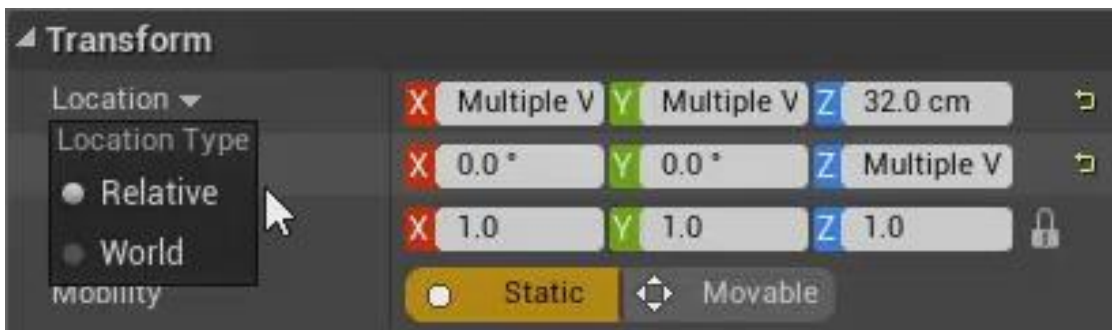 Transform
Location X Multiple V Y Multiple V Z 32.0 cm
Location Type
X 0.0 ° Y 0.0 ° Z Multiple V
Relative
X 1.0 Y 1.0 Z 1.0
World
Mobility Static Movable